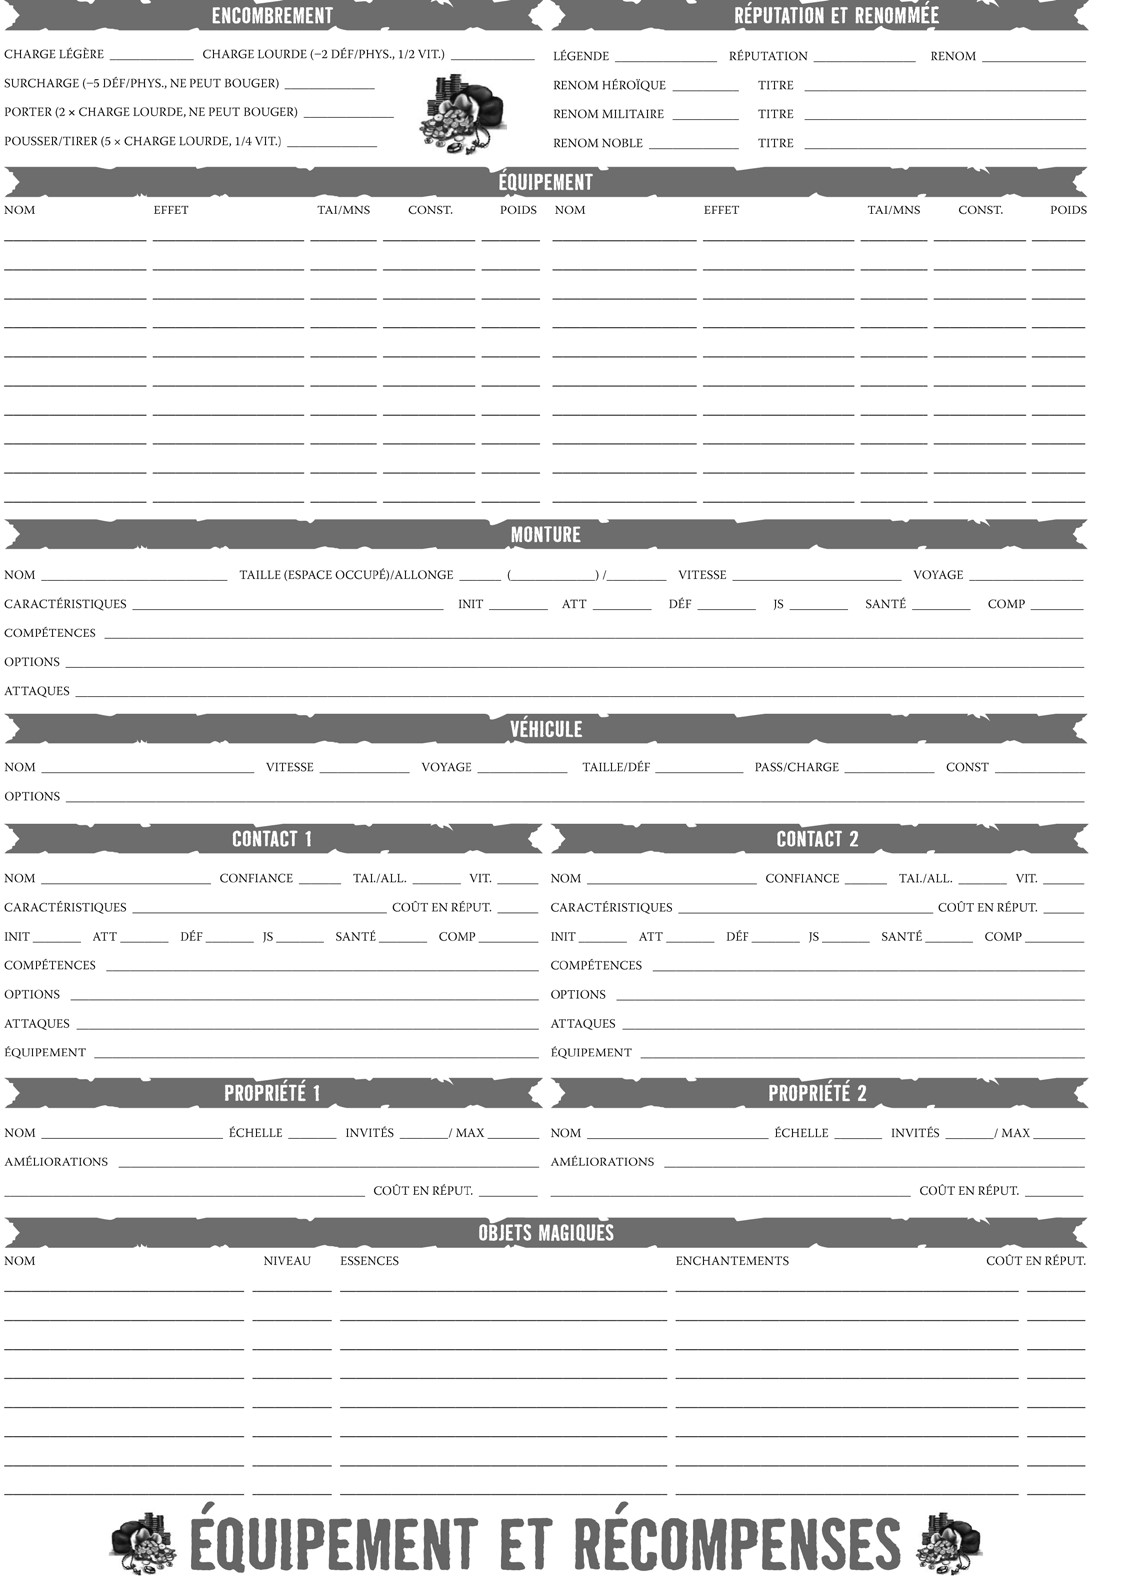 ENCOMBREMENT
CHARGE LÉGÈRE CHARGE LOURDE (−2 DÉF/PHYS., 1/2 VIT.)
SURCHARGE (−5 DÉF/PHYS., NE PEUT BOUGER)
PORTER (2 × CHARGE LOURDE, NE PEUT BOUGER)
POUSSER/TIRER (5 × CHARGE LOURDE, 1/4 VIT.)
RÉPUTATION ET RENOMMÉE
LÉGENDE RÉPUTATION RENOM
RENOM HÉROÏQUE TITRE
RENOM MILITAIRE TITRE
RENOM NOBLE TITRE
ÉQUIPEMENT
NOM EFFET TAI/MNS CONST. POIDS NOM EFFET TAI/MNS CONST. POIDS
MONTURE
NOM TAILLE (ESPACE OCCUPÉ)/ALLONGE ( ) / VITESSE VOYAGE
CARACTÉRISTIQUES INIT ATT DÉF JS SANTÉ COMP
COMPÉTENCES
OPTIONS
ATTAQUES
VÉHICULE
NOM VITESSE VOYAGE TAILLE/DÉF PASS/CHARGE CONST
OPTIONS
CONTACT 1
NOM CONFIANCE TAI./ALL. VIT.
CARACTÉRISTIQUES COÛT EN RÉPUT.
INIT ATT DÉF JS SANTÉ COMP
COMPÉTENCES
OPTIONS
ATTAQUES
ÉQUIPEMENT
CONTACT 2
NOM CONFIANCE TAI./ALL. VIT.
CARACTÉRISTIQUES COÛT EN RÉPUT.
INIT ATT DÉF JS SANTÉ COMP
COMPÉTENCES
OPTIONS
ATTAQUES
ÉQUIPEMENT
PROPRIÉTÉ 1
NOM ÉCHELLE INVITÉS / MAX
AMÉLIORATIONS
COÛT EN RÉPUT.
PROPRIÉTÉ 2
NOM ÉCHELLE INVITÉS / MAX
AMÉLIORATIONS
COÛT EN RÉPUT.
OBJETS MAGIQUES
NOM NIVEAU ESSENCES ENCHANTEMENTS COÛT EN RÉPUT.
ÉQUIPEMENT ET RÉCOMPENSES